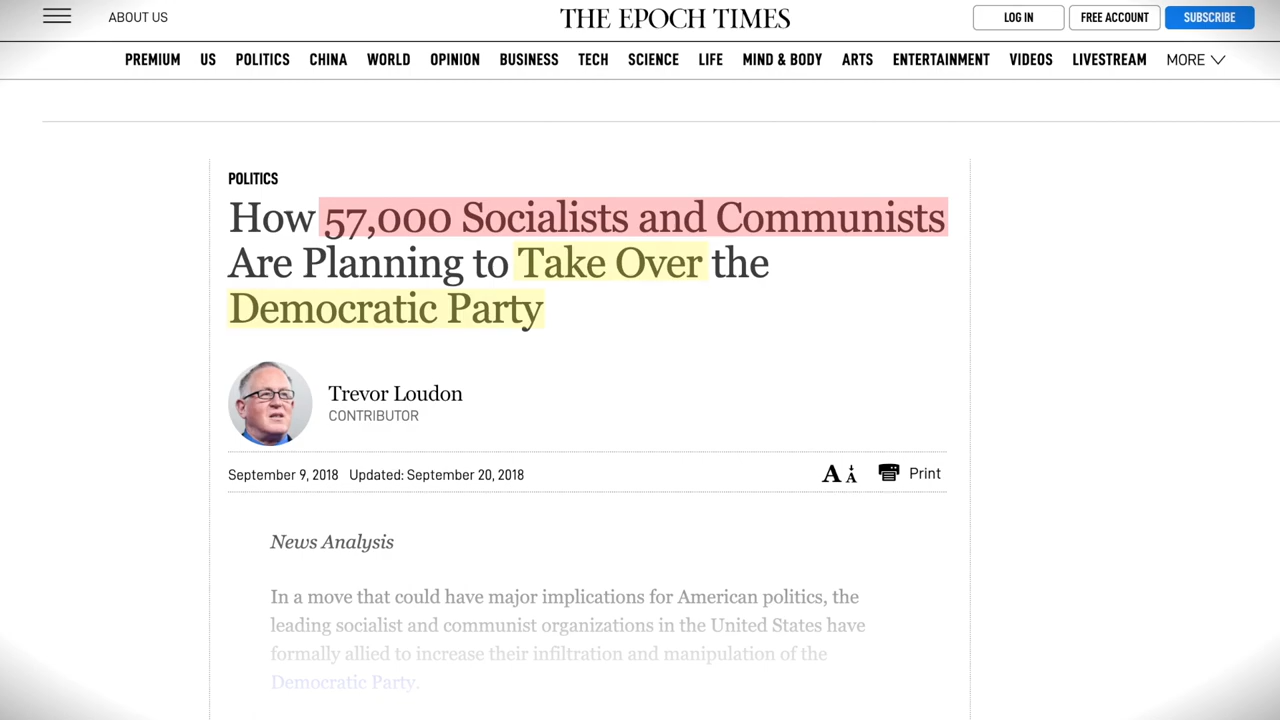 ABOUT US
THE EPOCH TIMES
LOG IN
FREE ACCOUNT
SUBSCRIBE
PREMIUM US POLITICS CHINA WORLD OPINION BUSINESS TECH SCIENCE LIFE MIND & BODY ARTS ENTERTAINMENT VIDEOS LIVESTREAM MORE
POLITICS
How 57,000 Socialists and Communists
Are Planning to Take Over the
Democratic Party
Trevor Loudon
CONTRIBUTOR
September 9, 2018 Updated: September 20, 2018
A A Print
News Analysis
In a move that could have major implications for American politics, the
leading socialist and communist organizations in the United States have
formally allied to increase their infiltration and manipulation of the
Democratic Party.